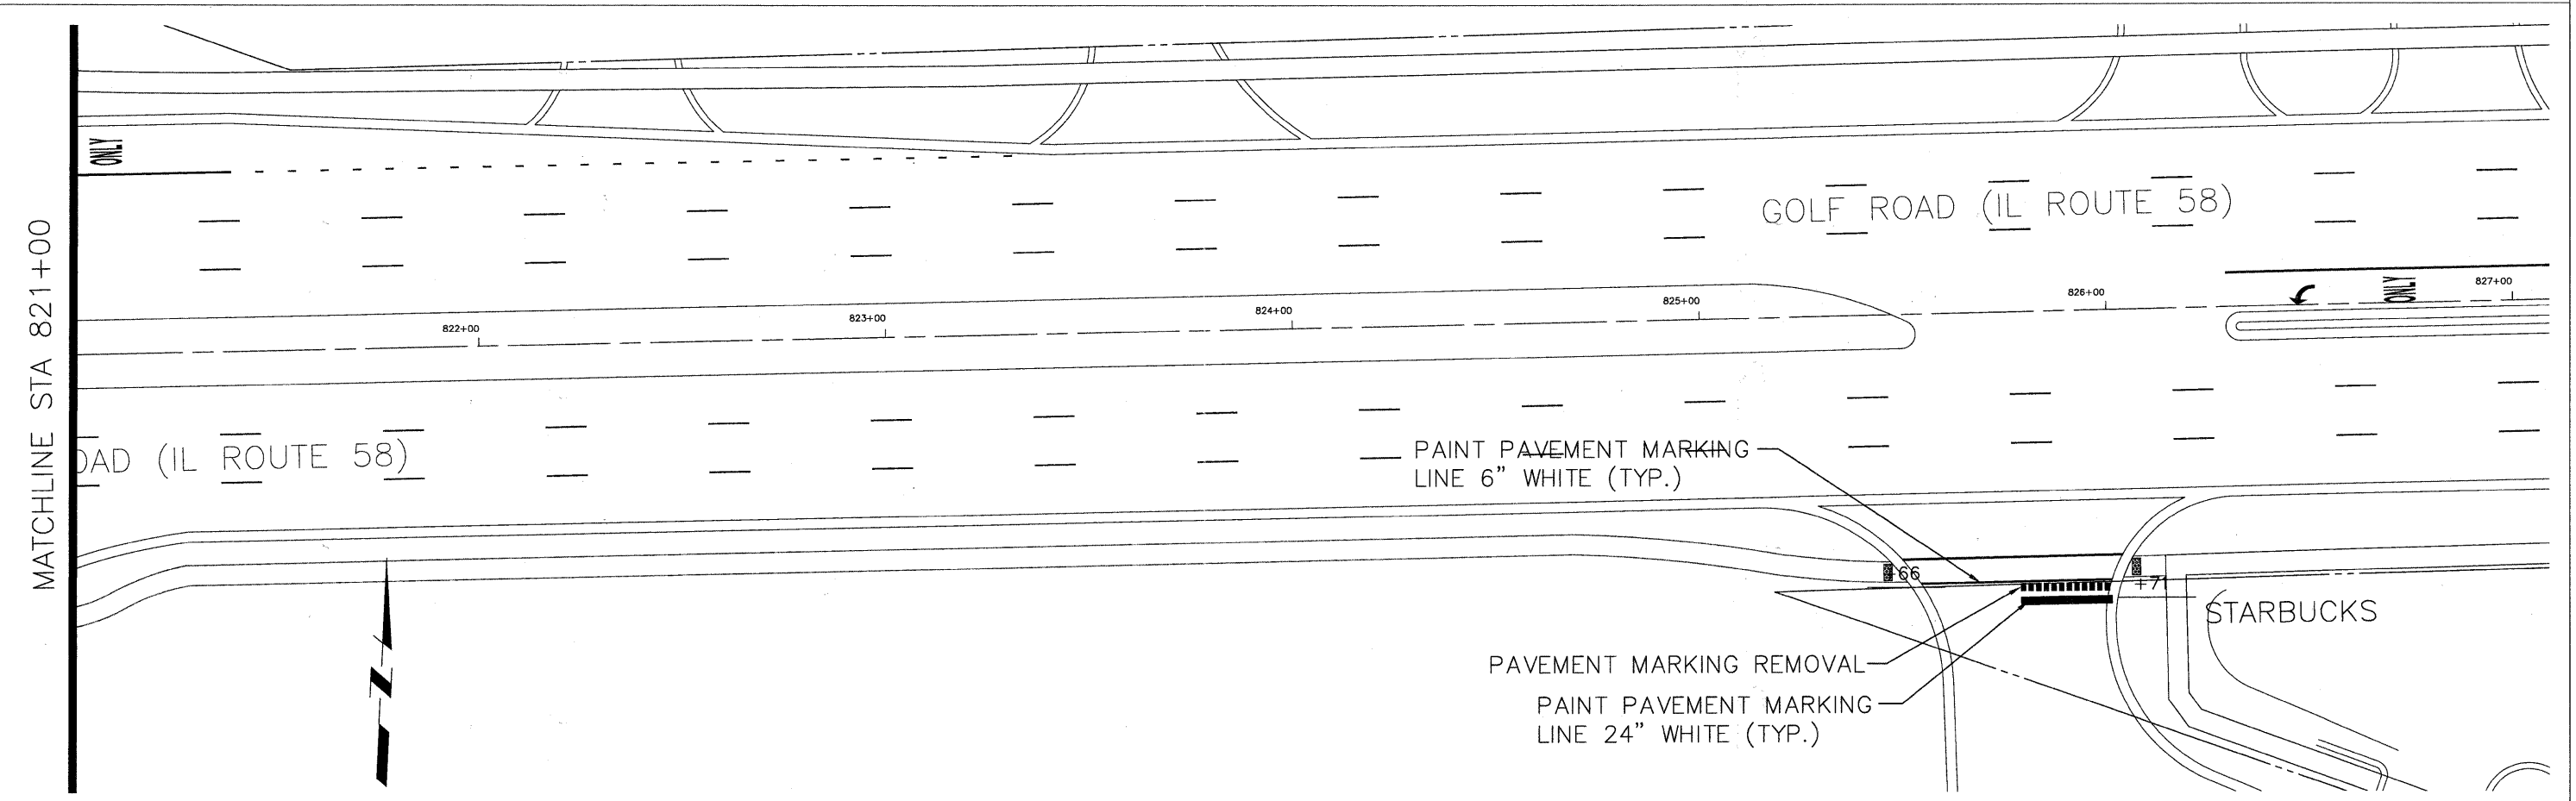 MATCHLINE STA 821+00
ONLY
GOLF ROAD (IL ROUTE 58)
822+00
823+00
824+00
825+00
826+00
ONLY
827+00
OAD (IL ROUTE 58)
PAINT PAVEMENT MARKING
LINE 6" WHITE (TYP.)
+66
+71
STARBUCKS
PAVEMENT MARKING REMOVAL
PAINT PAVEMENT MARKING
LINE 24" WHITE (TYP.)
N